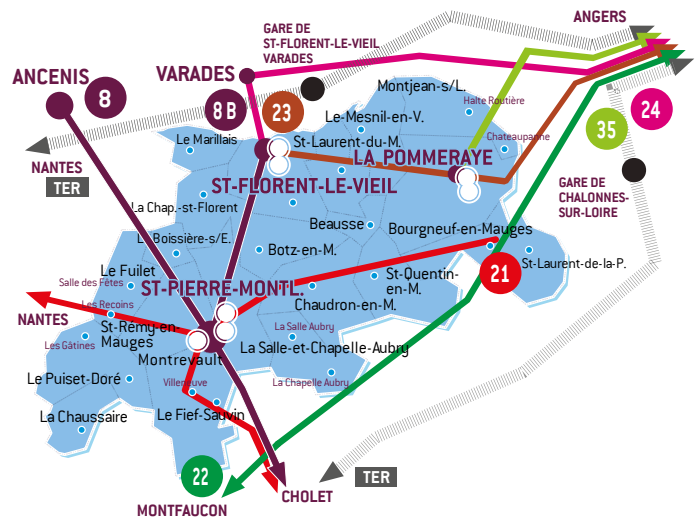 ANGERS
GARE DE
ST-FLORENT-LE-VIEIL
VARADES
ANCENIS
8
VARADES
8 B
23
Montjean-s/L.
Halte Routière
35
24
Le-Mesnil-en-V.
Le Marillais
St-Laurent-du-M.
Chateaupanne
LA POMMERAYE
NANTES
TER
ST-FLORENT-LE-VIEIL
GARE DE
CHALONNES-
SUR-LOIRE
La Chap.-st-Florent
Beausse
Bourgneuf-en-Mauges
Boissière-s/E.
Botz-en-M.
Le Fuilet
Salle des Fêtes
ST-PIERRE-MONTL.
St-Quentin-
en-M.
21
St-Laurent-de-la-P.
Chaudron-en-M.
Les Recoins
NANTES
St-Rémy-en-
Mauges
La Salle Aubry
Les Gâtines
Montrevault
La Salle-et-Chapelle-Aubry
Le Puiset-Doré
Villeneuve
La Chapelle Aubry
La Chaussaire
Le Fief-Sauvin
22
TER
CHOLET
MONTFAUCON